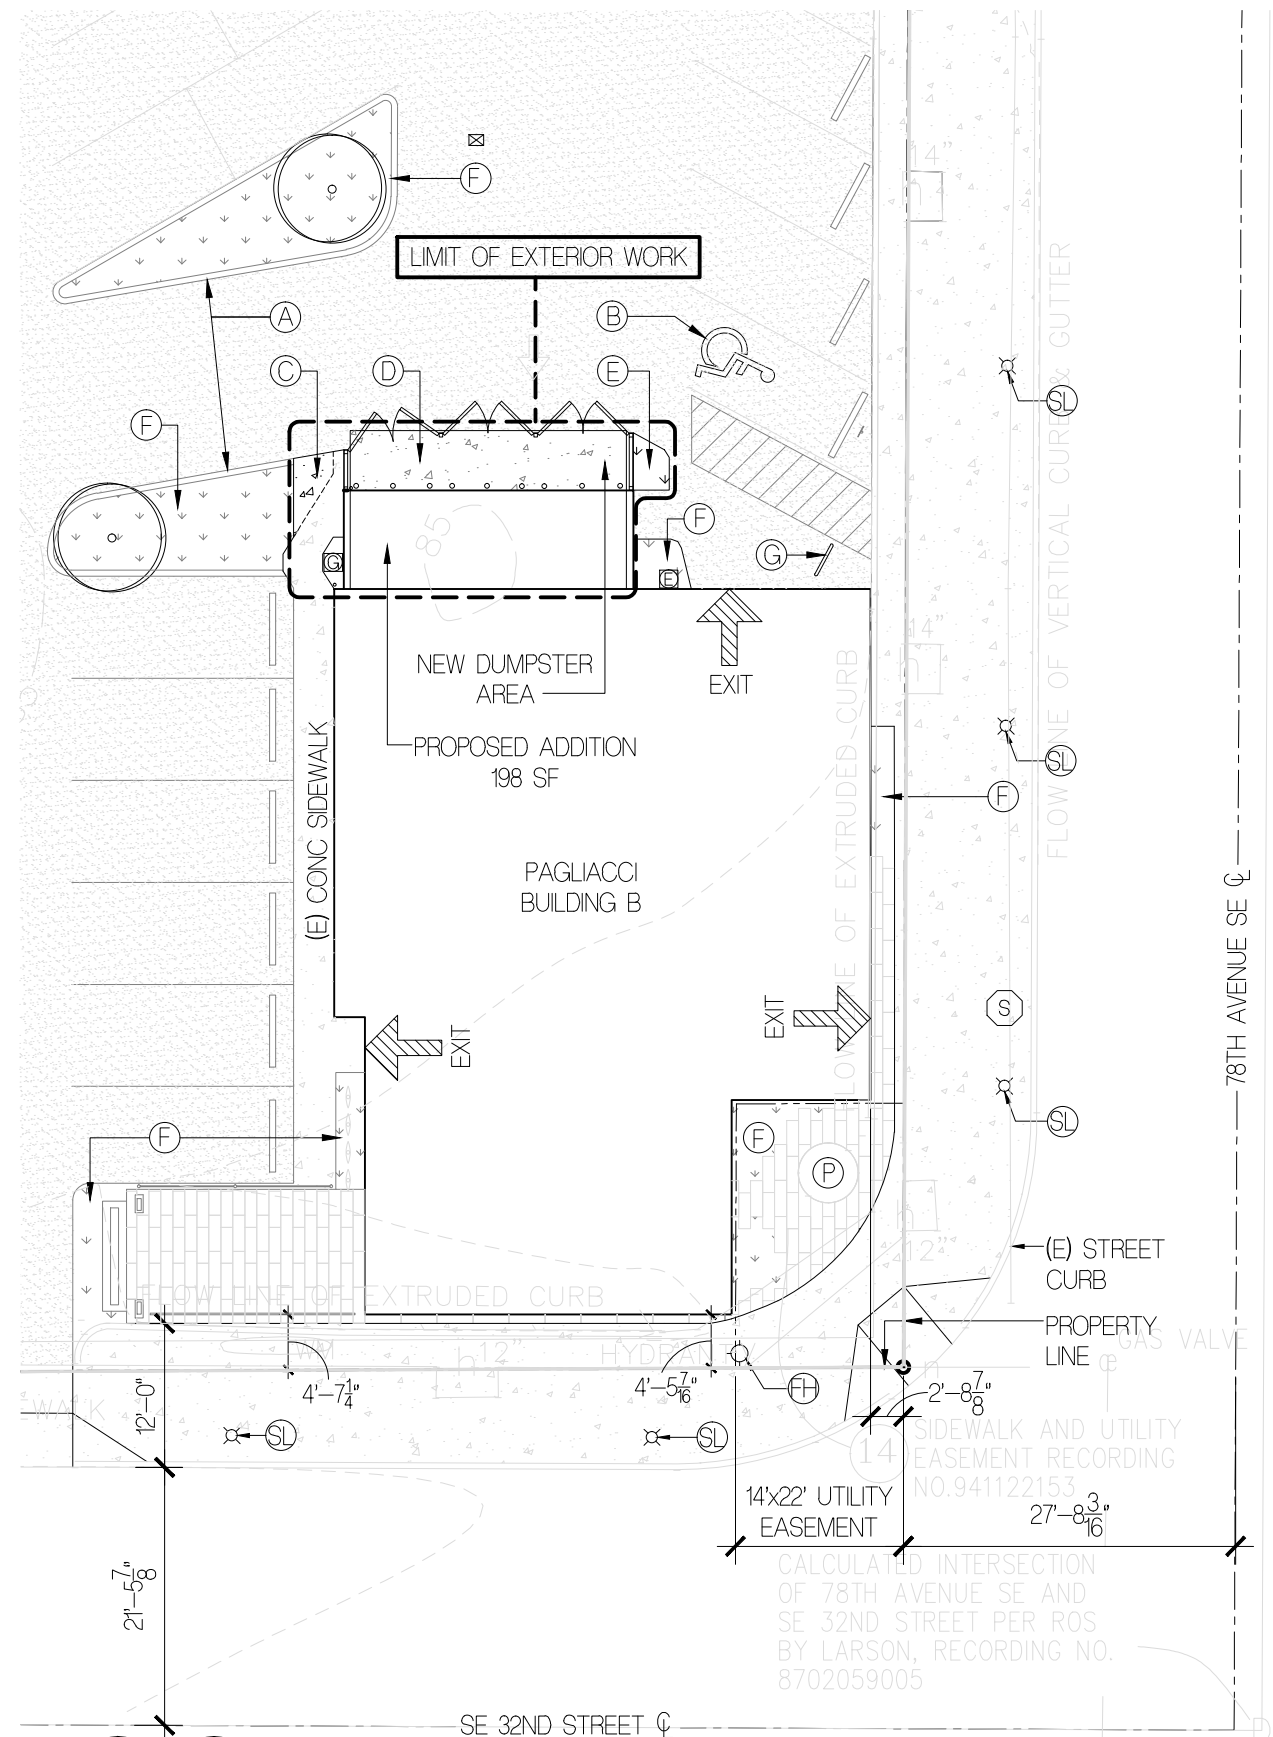 14"
F
LIMIT OF EXTERIOR WORK
A
B
C
D
E
F
SL
FLOW LINE OF VERTICAL CURB & GUTTER
85
F
G
G
E
14"
NEW DUMPSTER
AREA
EXIT
PROPOSED ADDITION
198 SF
SL
F
(E) CONC SIDEWALK
PAGLIACCI
BUILDING B
FLOW LINE OF EXTRUDED CURB
78TH AVENUE SE
S
EXIT
EXIT
SL
F
F
P
12"
(E) STREET
CURB
FLOW LINE OF EXTRUDED CURB
PROPERTY
LINE
GAS VALVE
WM
12"
HYDRANT
4'-7 1/4"
4'-5 7/16"
FH
2'-8 7/8"
WALK
12'-0"
SL
SL
14
SIDEWALK AND UTILITY
EASEMENT RECORDING
NO.941122153
14'x22' UTILITY
EASEMENT
27'-8 3/16"
21'-5 7/8"
CALCULATED INTERSECTION
OF 78TH AVENUE SE AND
SE 32ND STREET PER ROS
BY LARSON, RECORDING NO.
8702059005
SE 32ND STREET